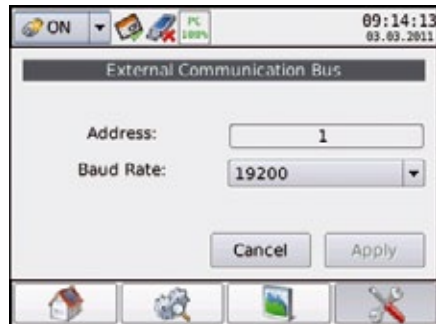 ON
PC
100%
09:14:13
03.03.2011
External Communication Bus
Address: 1
Baud Rate: 19200
Cancel Apply